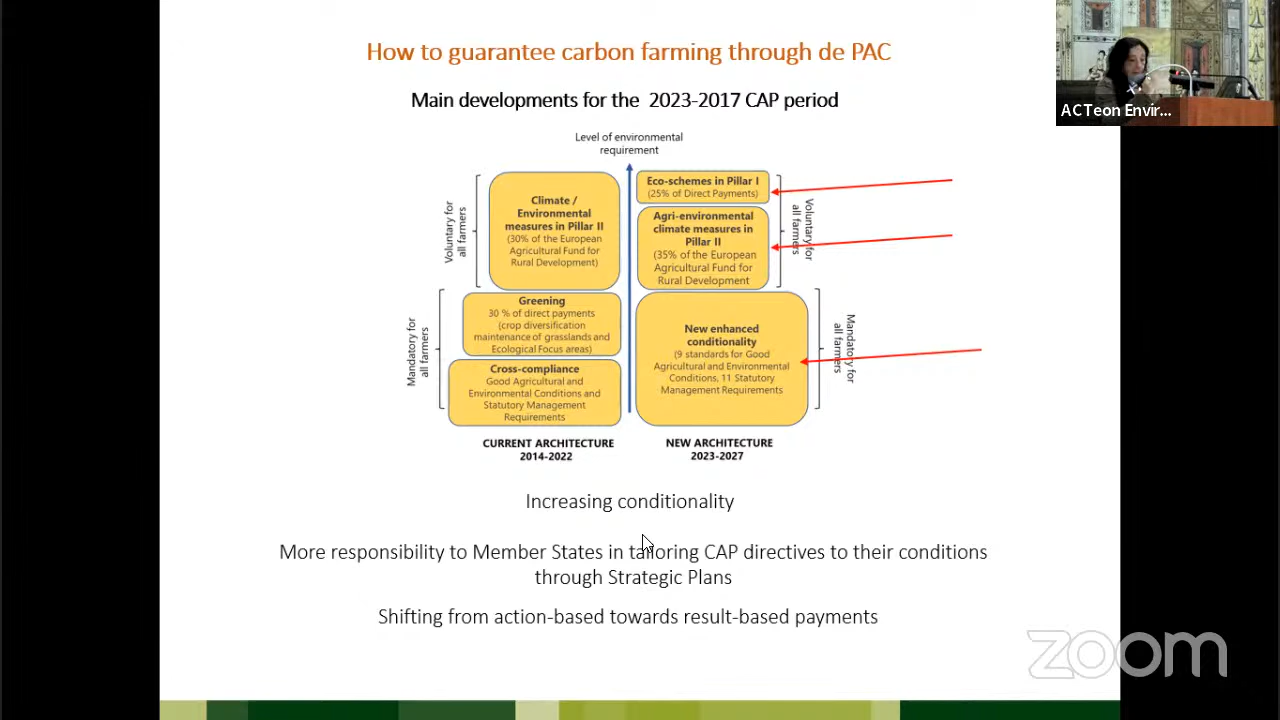 How to guarantee carbon farming through de PAC
Main developments for the 2023-2017 CAP period
ACTeon Envir...
Level of environmental
requirement
Voluntary for
all farmers
Climate /
Environmental
measures in Pillar II
(30% of the European
Agricultural Fund for
Rural Development)
Eco-schemes in Pillar I
(25% of Direct Payments)
Agri-environmental
climate measures in
Pillar II
(35% of the European
Agricultural Fund for
Rural Development
Voluntary for
all farmers
Mandatory for
all farmers
Greening
30 % of direct payments
(crop diversification
maintenance of grasslands and
Ecological Focus areas)
Cross-compliance
Good Agricultural and
Environmental Conditions and
Statutory Management
Requirements
New enhanced
conditionality
(9 standards for Good
Agricultural and Environmental
Conditions, 11 Statutory
Management Requirements
Mandatory for
all farmers
CURRENT ARCHITECTURE
2014-2022
NEW ARCHITECTURE
2023-2027
Increasing conditionality
More responsibility to Member States in tailoring CAP directives to their conditions
through Strategic Plans
Shifting from action-based towards result-based payments
zoom